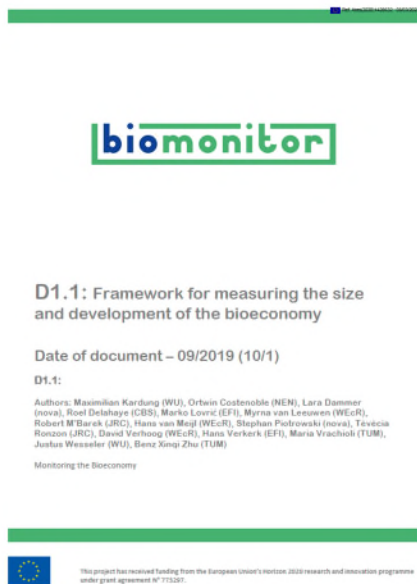 biomonitor
D1.1: Framework for measuring the size
and development of the bioeconomy
Date of document – 09/2019 (10/1)
D1.1:
Authors: Maximilian Kardung (WU), Ortwin Costenoble (NEN), Lara Dammer
(nova), Roel Delahaye (CBS), Marko Lovrić (EFI), Myrna van Leeuwen (WEcR),
Robert M'Barek (JRC), Hans van Meijl (WEcR), Stephan Piotrowski (nova), Tévécia
Ronzon (JRC), David Verhoog (WEcR), Hans Verkerk (EFI), Maria Vrachioli (TUM),
Justus Wesseler (WU), Benz Xinqi Zhu (TUM)
Monitoring the Bioeconomy
This project has received funding from the European Union's Horizon 2020 research and innovation programme
under grant agreement N° 773297.